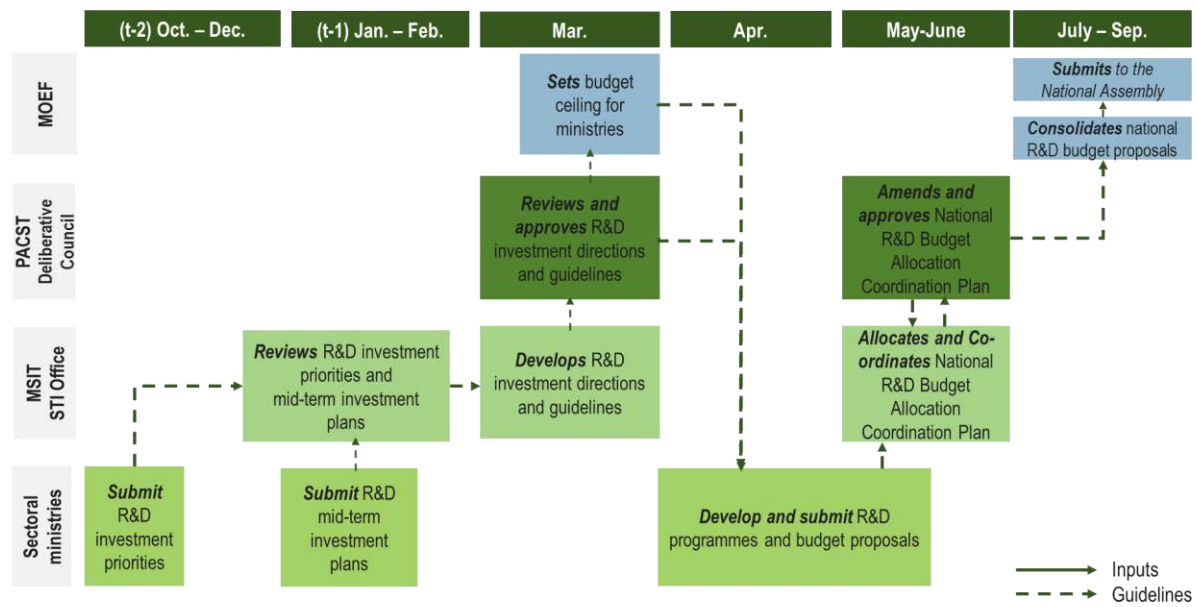 (t-2) Oct. – Dec.
(t-1) Jan. – Feb.
Mar.
Apr.
May-June
July – Sep.
MOEF
Sets budget
ceiling for
ministries
Submits to the
National Assembly
Consolidates national
R&D budget proposals
PACST
Deliberative
Council
Reviews and
approves R&D
investment directions
and guidelines
Amends and
approves National
R&D Budget
Allocation
Coordination Plan
MSIT
STI Office
Reviews R&D investment
priorities and
mid-term investment
plans
Develops R&D
investment directions
and guidelines
Allocates and Co-
ordinates National
R&D Budget
Allocation
Coordination Plan
Sectoral
ministries
Submit
R&D
investment
priorities
Submit R&D
mid-term
investment
plans
Develop and submit R&D
programmes and budget proposals
Inputs
Guidelines